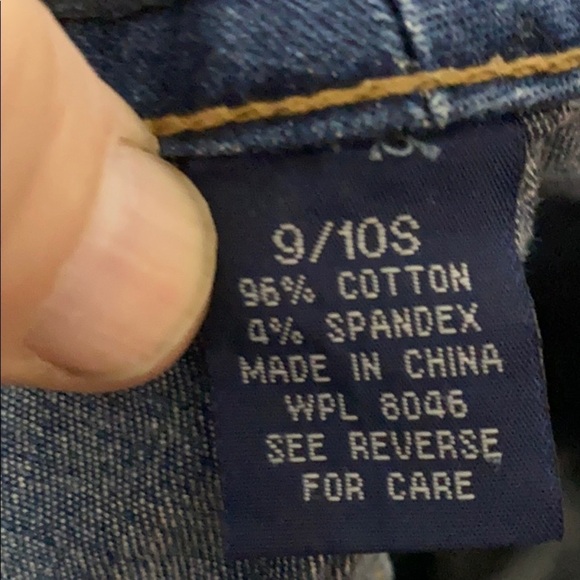 9/10S
96% COTTON
4% SPANDEX
MADE IN CHINA
WPL 8046
SEE REVERSE
FOR CARE